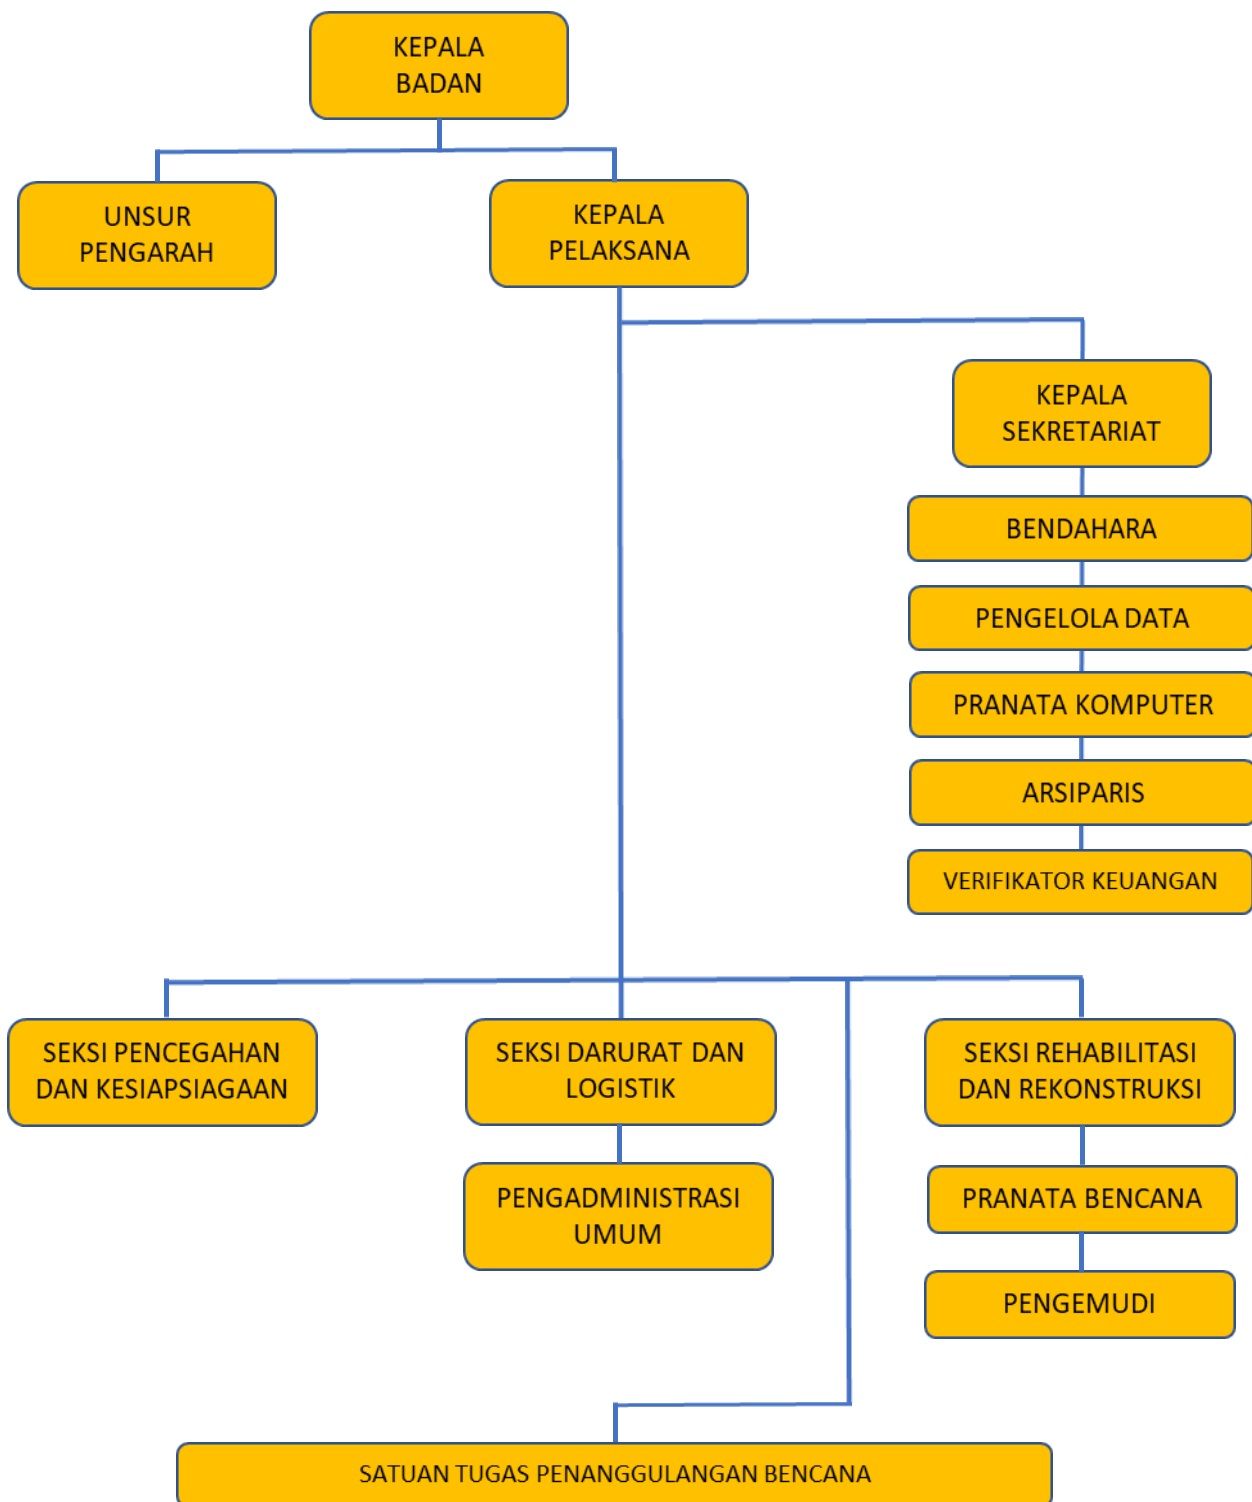 KEPALA
BADAN
UNSUR
PENGARAH
KEPALA
PELAKSANA
KEPALA
SEKRETARIAT
BENDAHARA
PENGELOLA DATA
PRANATA KOMPUTER
ARSIPARIS
VERIFIKATOR KEUANGAN
SEKSI PENCEGAHAN
DAN KESIAPSIAGAAN
SEKSI DARURAT DAN
LOGISTIK
SEKSI REHABILITASI
DAN REKONSTRUKSI
PENGADMINISTRASI
UMUM
PRANATA BENCANA
PENGEMUDI
SATUAN TUGAS PENANGGULANGAN BENCANA